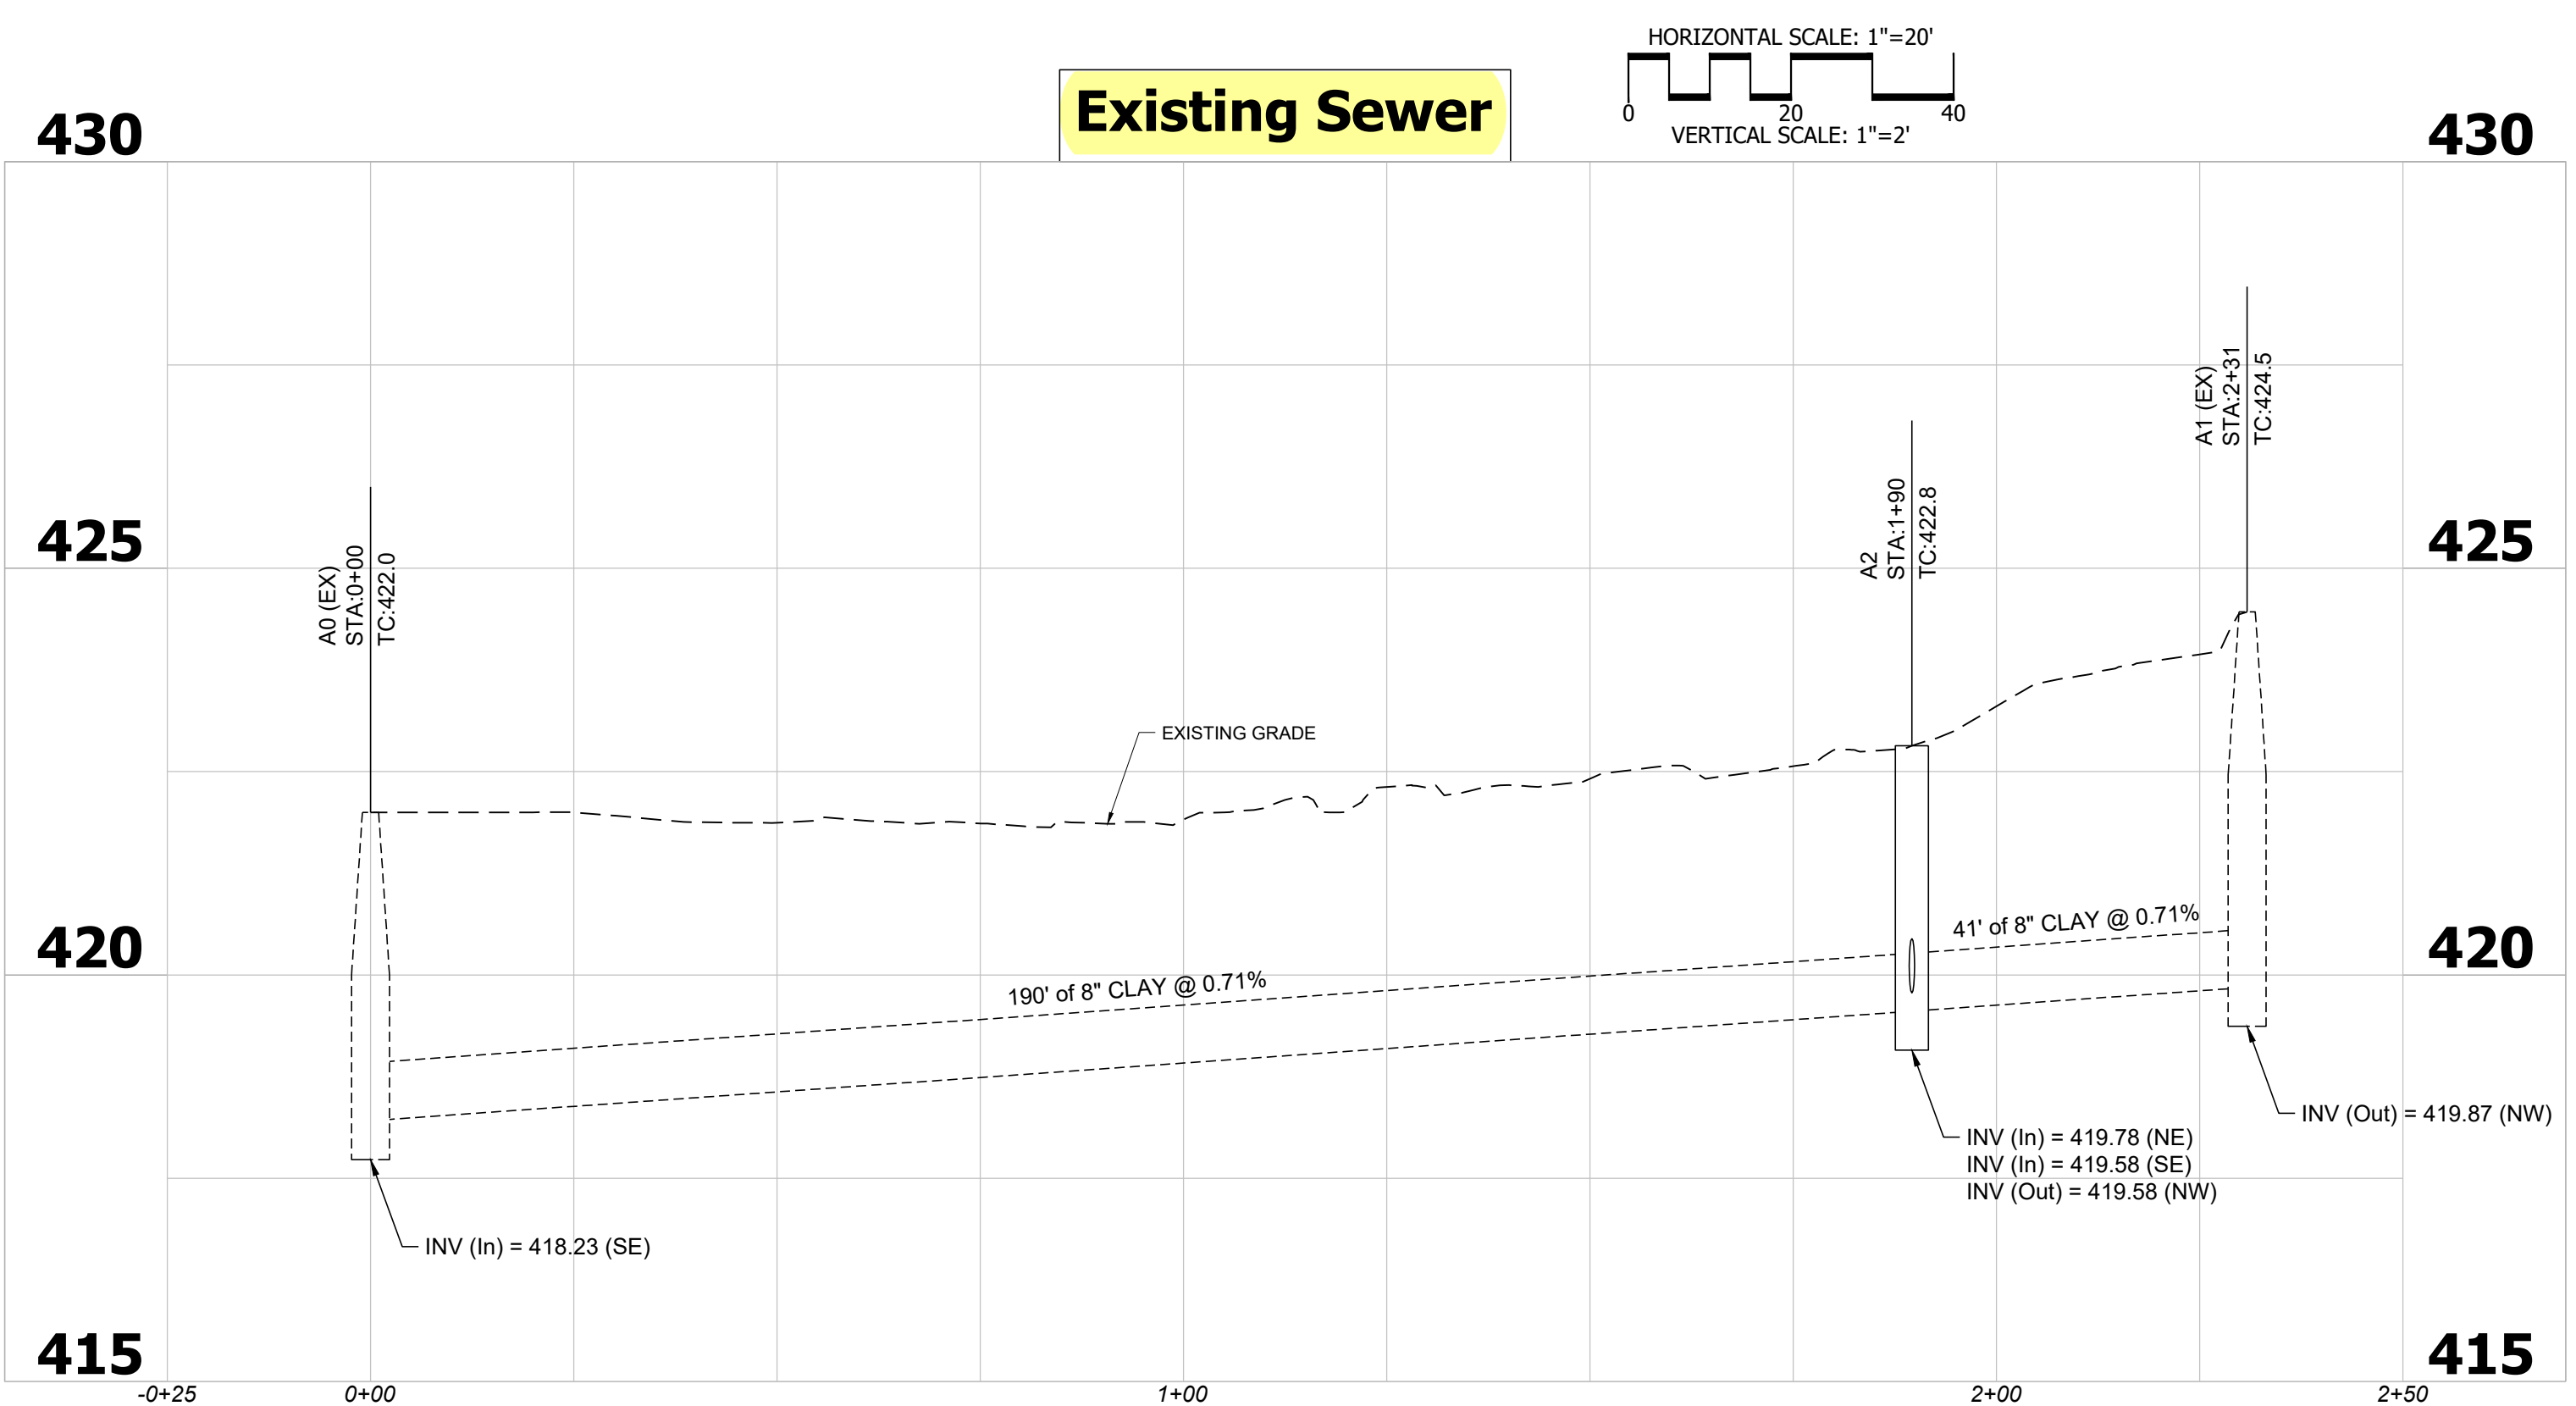 HORIZONTAL SCALE: 1"=20'
0 20 40
VERTICAL SCALE: 1"=2'
Existing Sewer
430 430
A1 (EX)
STA:2+31
TC:424.5
A2
STA:1+90
TC:422.8
425 425
A0 (EX)
STA:0+00
TC:422.0
EXISTING GRADE
41' of 8" CLAY @ 0.71%
420 420
190' of 8" CLAY @ 0.71%
INV (Out) = 419.87 (NW)
INV (In) = 419.78 (NE)
INV (In) = 419.58 (SE)
INV (Out) = 419.58 (NW)
INV (In) = 418.23 (SE)
415 415
-0+25 0+00 1+00 2+00 2+50